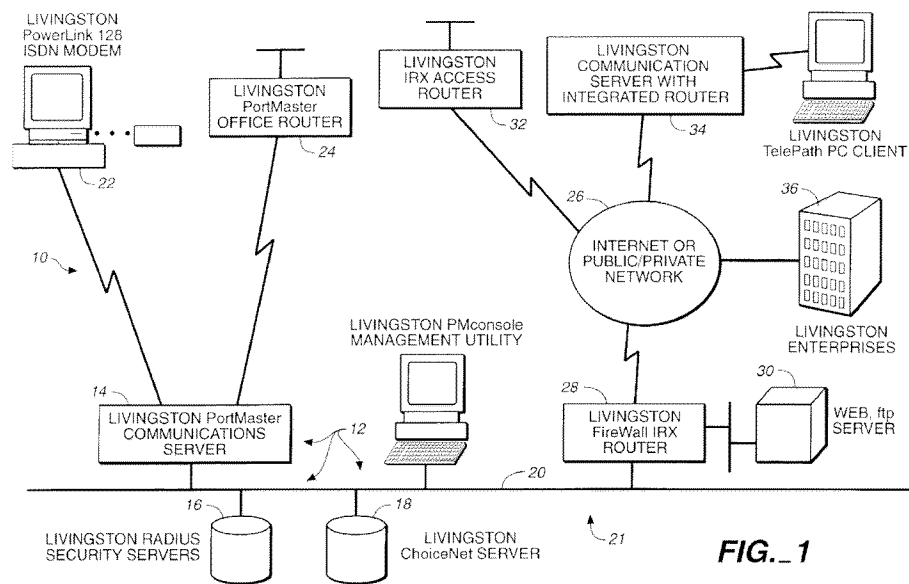 LIVINGSTON
PowerLink 128
ISDN MODEM
22
LIVINGSTON
PortMaster
OFFICE ROUTER
24
LIVINGSTON
IRX ACCESS
ROUTER
32
LIVINGSTON
COMMUNICATION
SERVER WITH
INTEGRATED ROUTER
34
LIVINGSTON
TelePath PC CLIENT
10
26
INTERNET OR
PUBLIC/PRIVATE
NETWORK
36
LIVINGSTON
ENTERPRISES
LIVINGSTON PMconsole
MANAGEMENT UTILITY
14
LIVINGSTON PortMaster
COMMUNICATIONS
SERVER
12
28
LIVINGSTON
FireWall IRX
ROUTER
30
WEB, ftp
SERVER
20
16
LIVINGSTON RADIUS
SECURITY SERVERS
18
LIVINGSTON
ChoiceNet SERVER
21
FIG._1